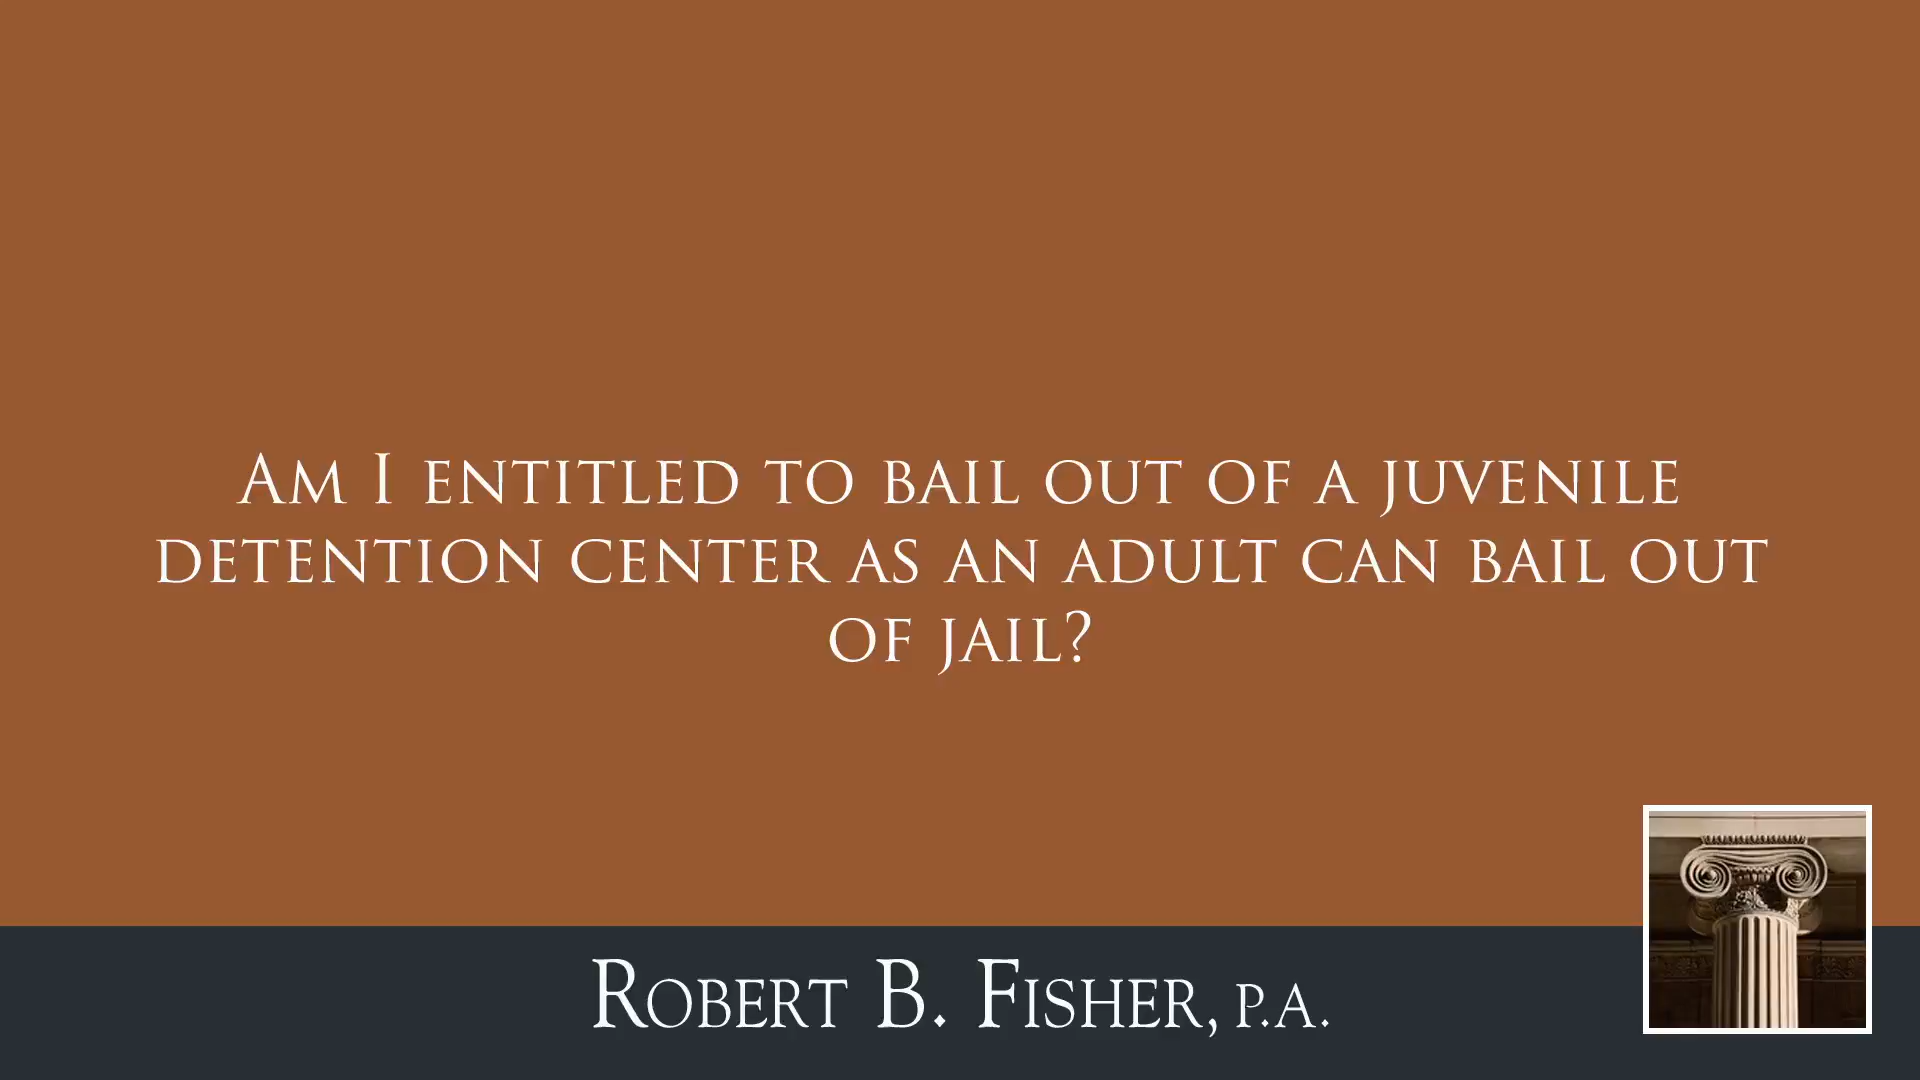 Am I entitled to bail out of a juvenile
detention center as an adult can bail out
of jail?
Robert B. Fisher, P.A.